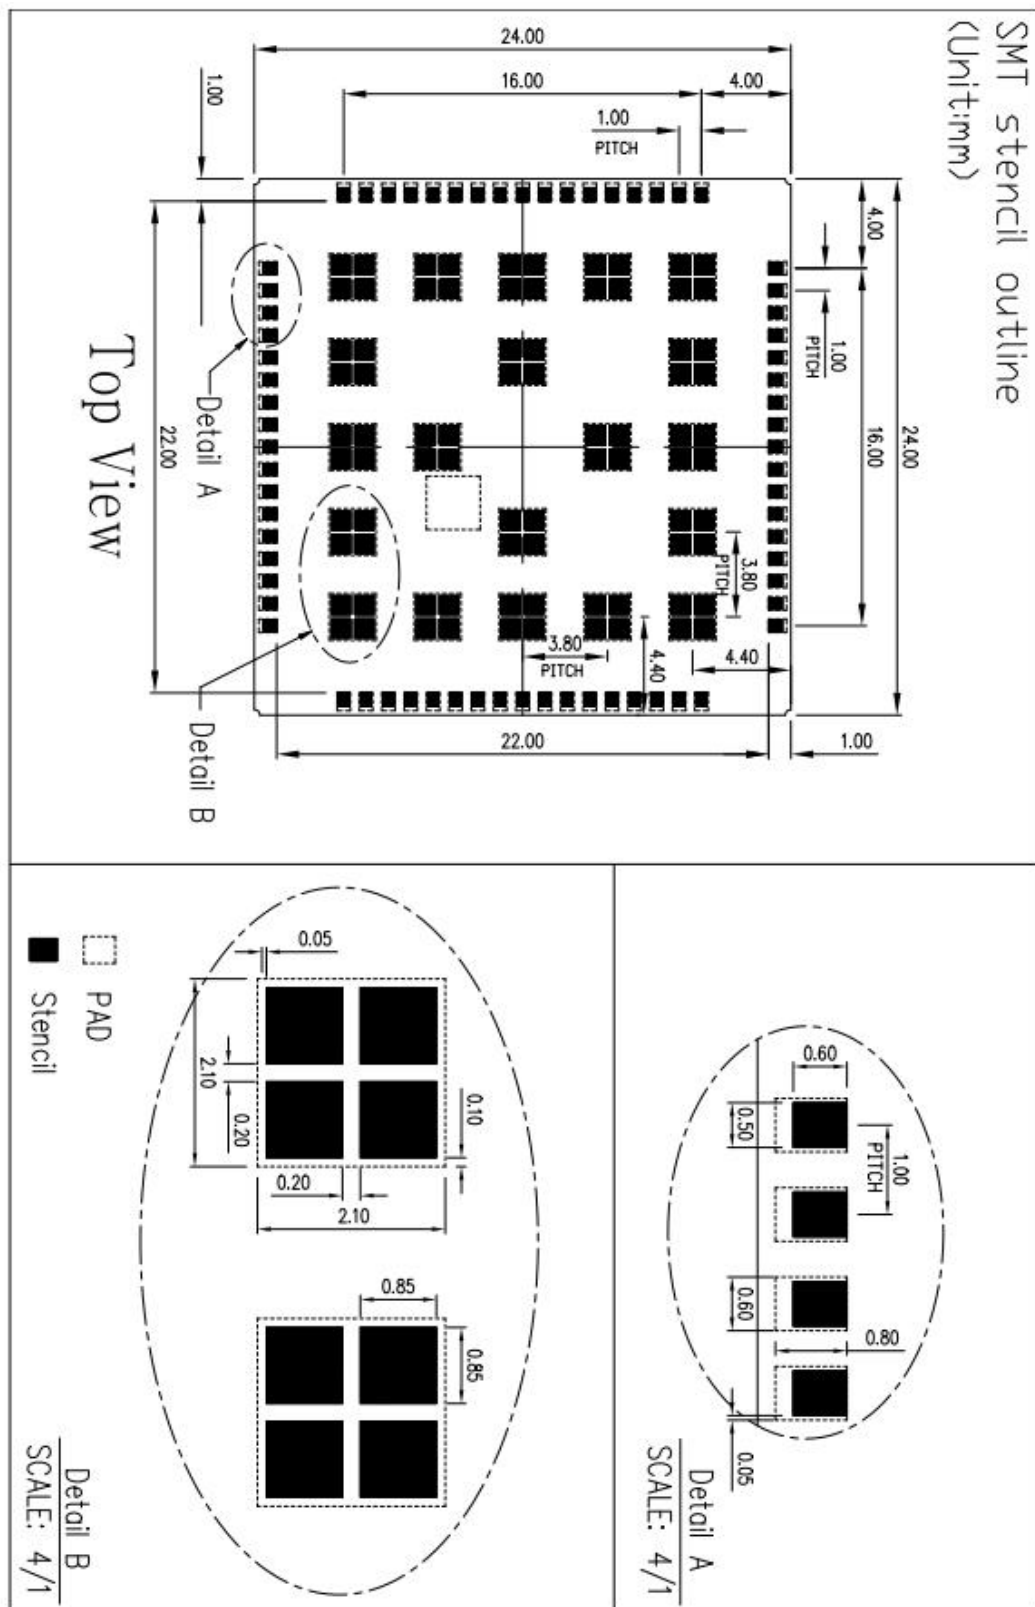 SMT stencil outline
(Unit:mm)
24.00
16.00
4.00
1.00
PITCH
1.00
24.00
4.00
16.00
1.00
PITCH
22.00
Detail A
Top View
3.80
PITCH
3.80
PITCH
4.40
4.40
22.00
1.00
Detail B
0.60
0.50
1.00
PITCH
0.60
0.80
0.05
Detail A
SCALE: 4/1
0.05
2.10
0.20
0.10
0.20
2.10
0.85
0.85
PAD
Stencil
Detail B
SCALE: 4/1